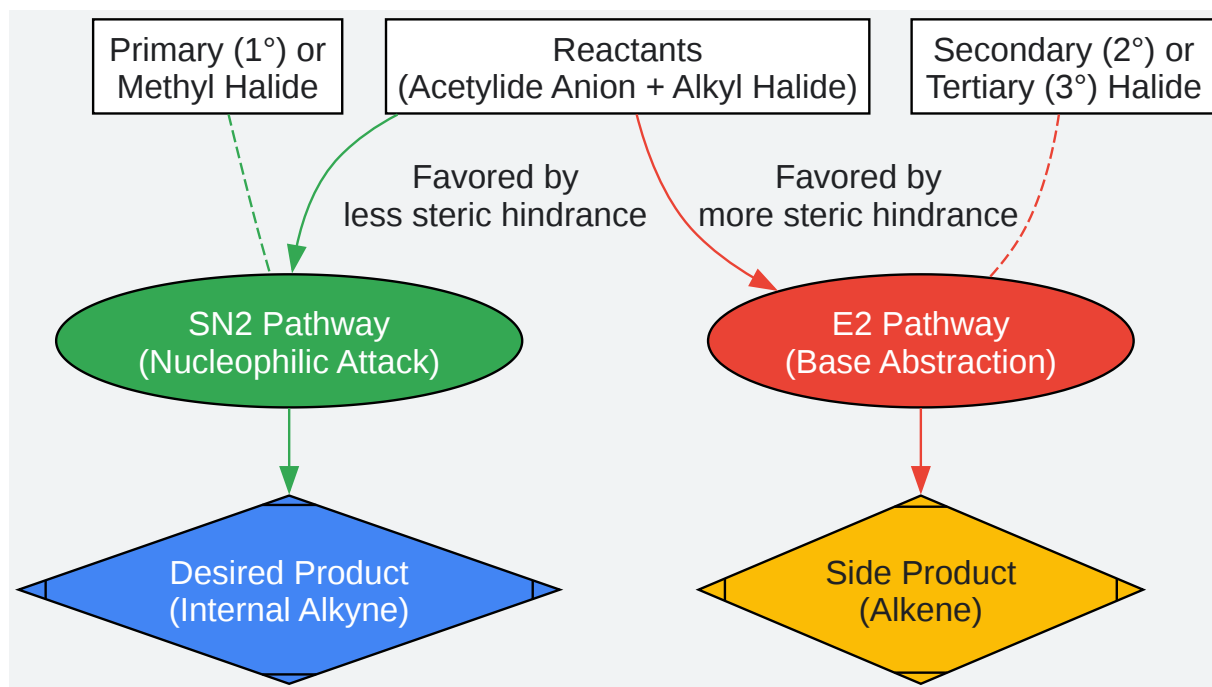 Primary (1°) or
Methyl Halide
Reactants
(Acetylide Anion + Alkyl Halide)
Secondary (2°) or
Tertiary (3°) Halide
Favored by
less steric hindrance
Favored by
more steric hindrance
SN2 Pathway
(Nucleophilic Attack)
E2 Pathway
(Base Abstraction)
Desired Product
(Internal Alkyne)
Side Product
(Alkene)